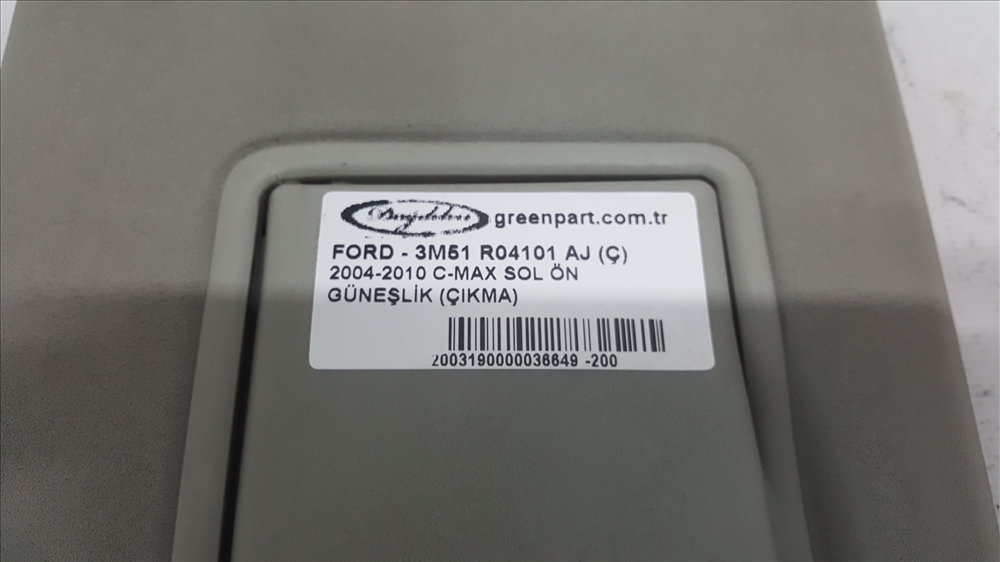 greenpart.com.tr
FORD - 3M51 R04101 AJ (Ç)
2004-2010 C-MAX SOL ÖN
GÜNEŞLİK (ÇIKMA)
2003190000036649 -200